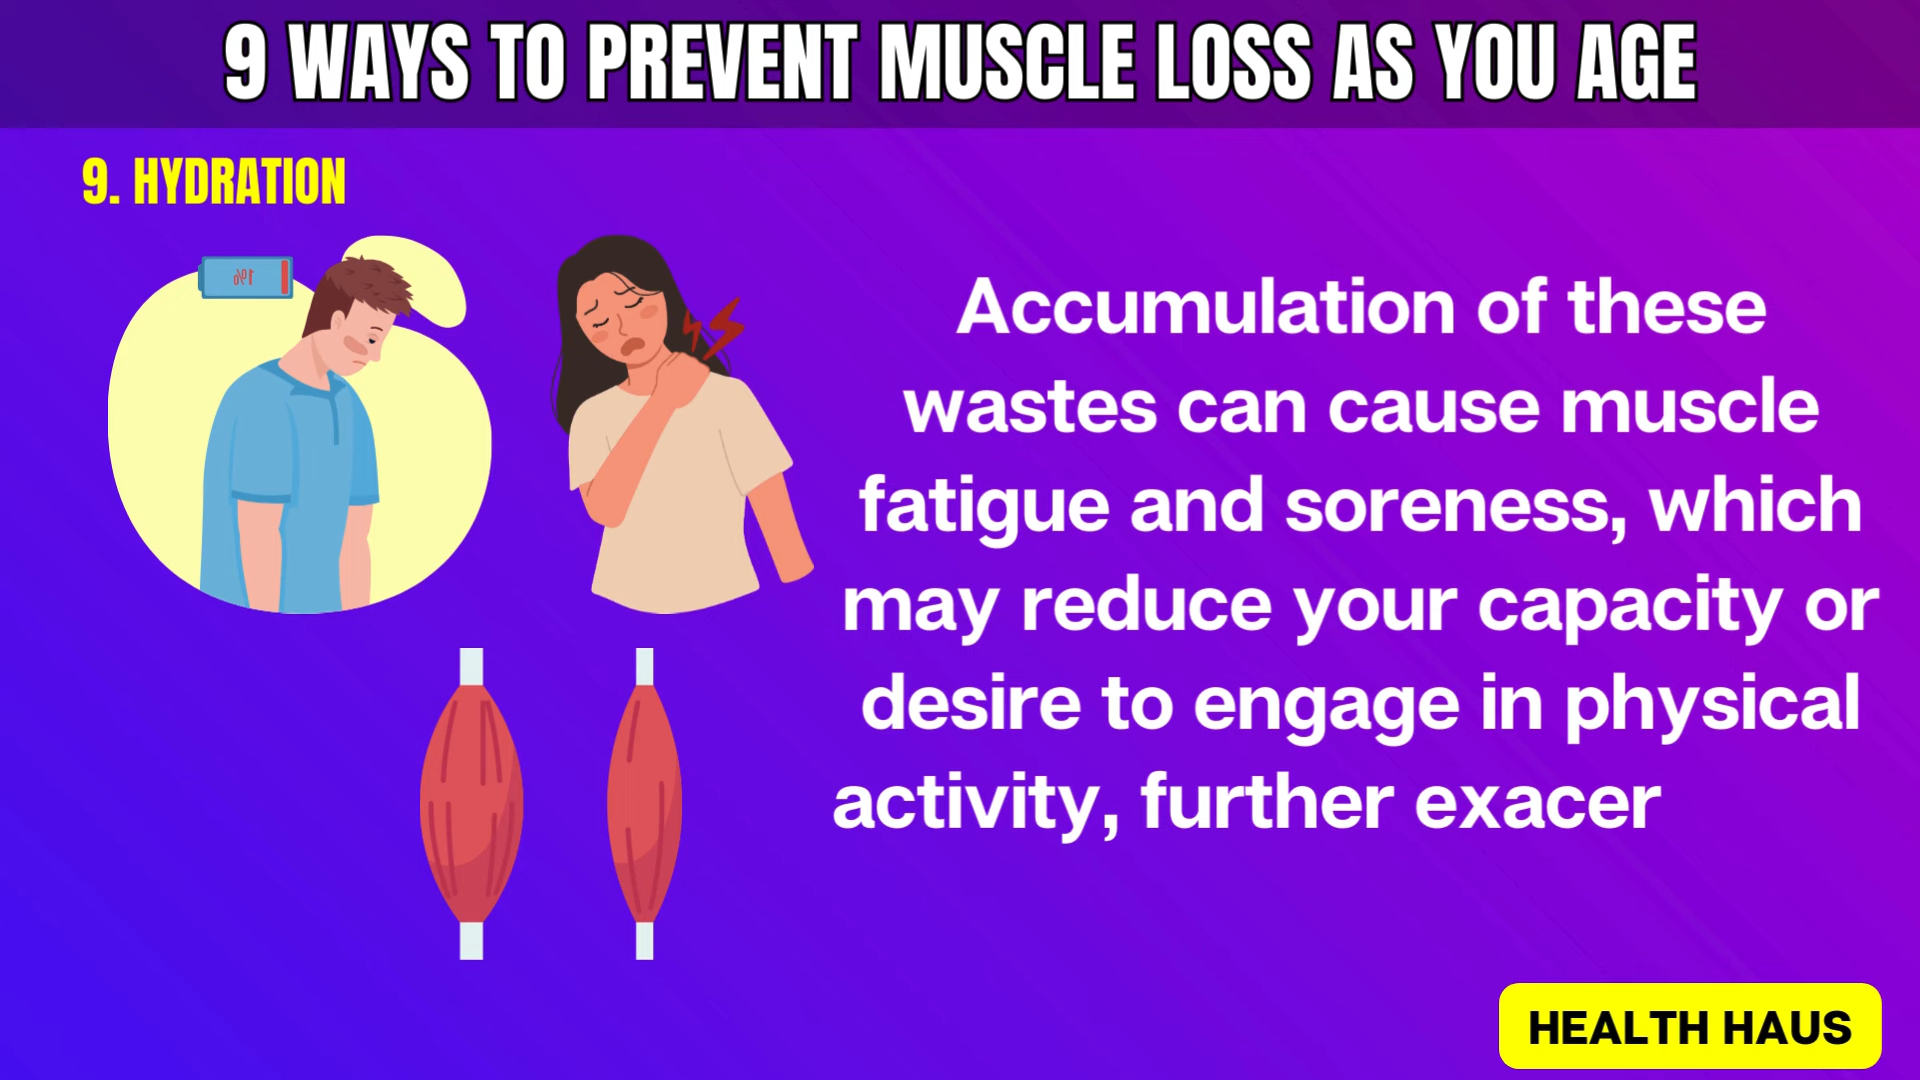 9 WAYS TO PREVENT MUSCLE LOSS AS YOU AGE
9. HYDRATION
1%
Accumulation of these
wastes can cause muscle
fatigue and soreness, which
may reduce your capacity or
desire to engage in physical
activity, further exacer
HEALTH HAUS